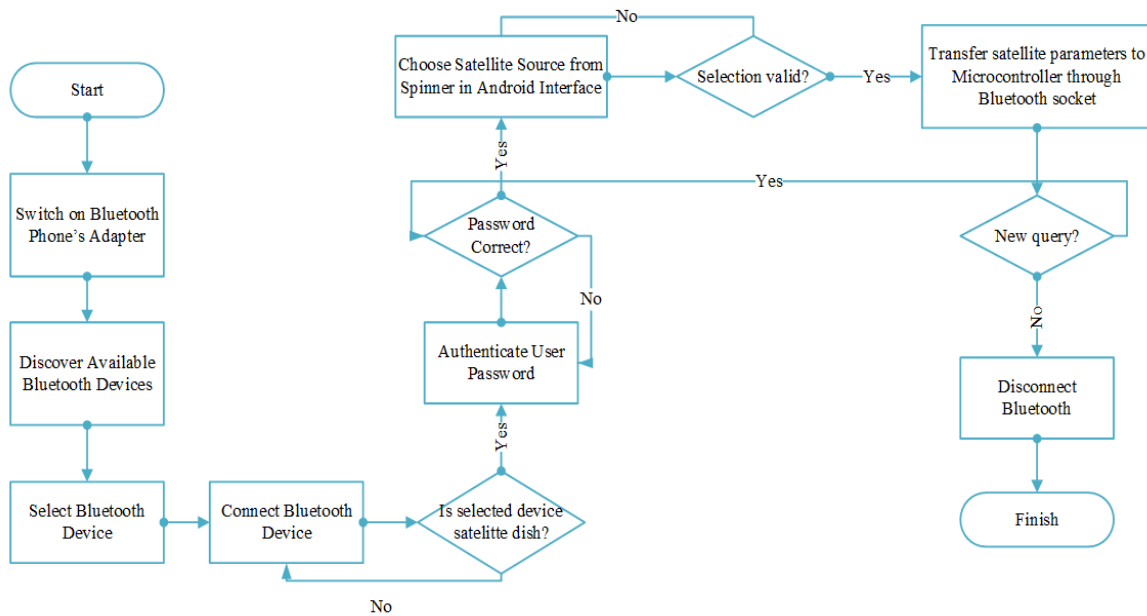 Start
Switch on Bluetooth
Phone's Adapter
Discover Available
Bluetooth Devices
Select Bluetooth
Device
Connect Bluetooth
Device
Is selected device
satelitte dish?
No
Yes
Authenticate User
Password
Password
Correct?
No
Yes
Choose Satellite Source from
Spinner in Android Interface
Selection valid?
No
Yes
Transfer satellite parameters to
Microcontroller through
Bluetooth socket
New query?
Yes
No
Disconnect
Bluetooth
Finish